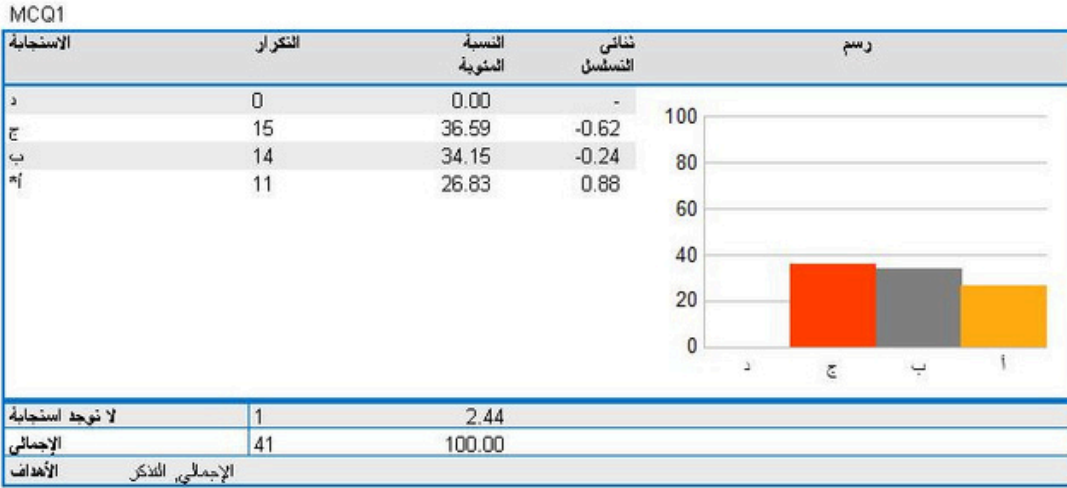 MCQ1
الاستجابة التكرار النسبة المئوية ثنائي التسلسل رسم
د 0 0.00 -
ج 15 36.59 -0.62
ب 14 34.15 -0.24
أ* 11 26.83 0.88
100
80
60
40
20
0
د ج ب أ
لا توجد استجابة 1 2.44
الإجمالي 41 100.00
الأهداف الإجمالي, التذكر